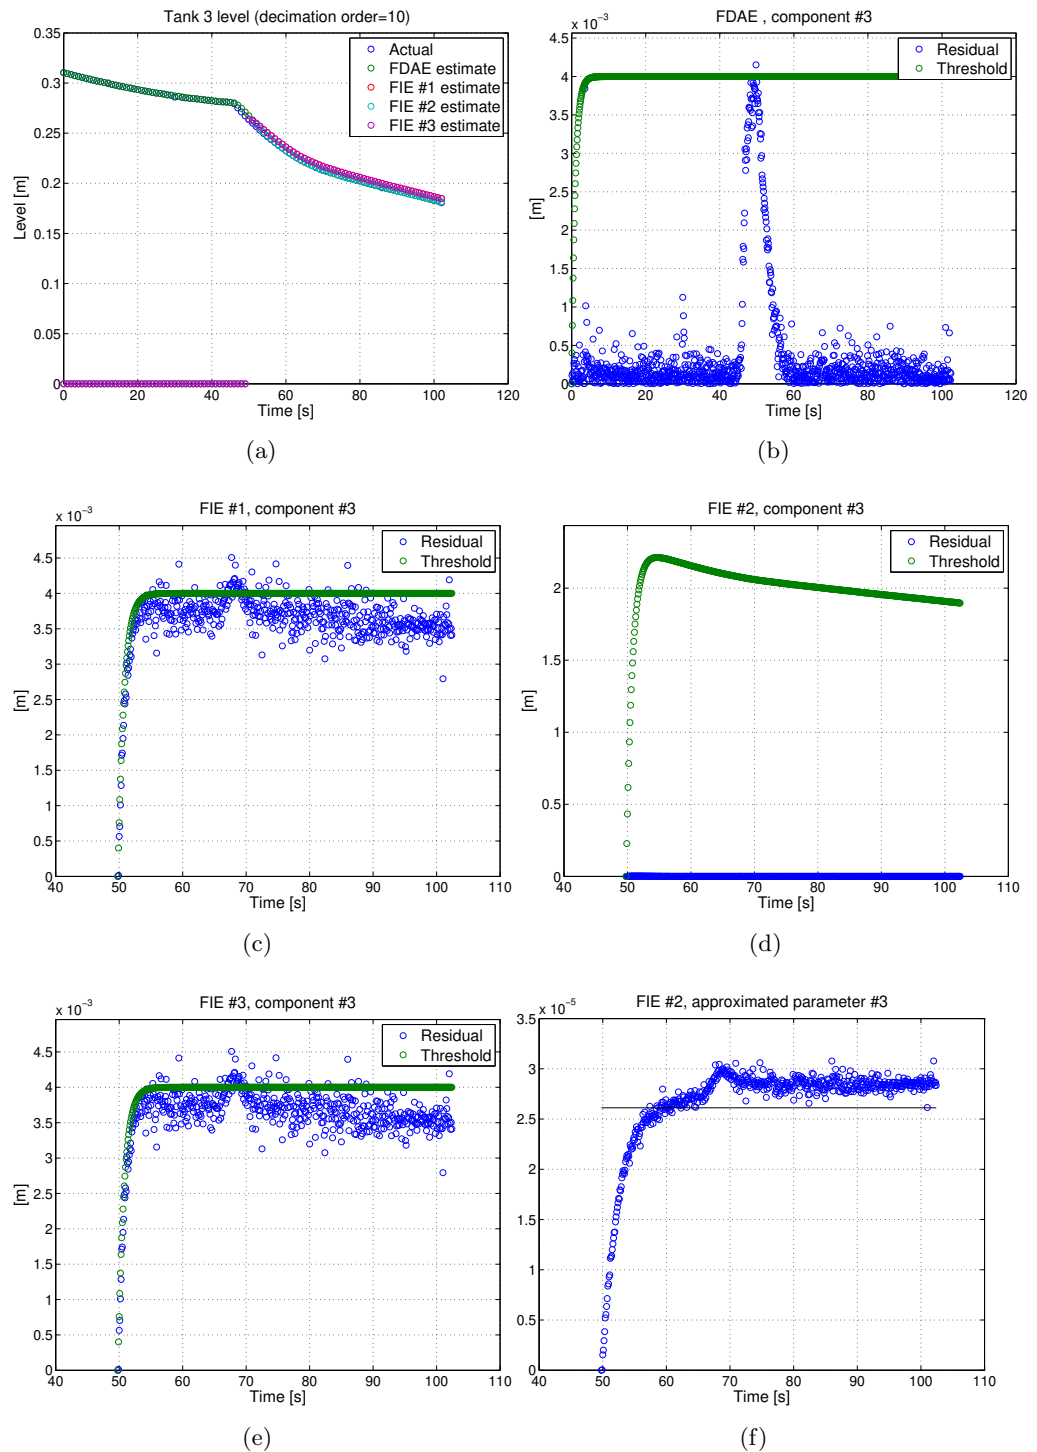 Tank 3 level (decimation order=10)
0.35
0.3
0.25
0.2
0.15
0.1
0.05
0
Level [m]
0 20 40 60 80 100 120
Time [s]
Actual
FDAE estimate
FIE #1 estimate
FIE #2 estimate
FIE #3 estimate
(a)
x 10⁻³
FDAE , component #3
4.5
4
3.5
3
2.5
2
1.5
1
0.5
0
[m]
0 20 40 60 80 100 120
Time [s]
Residual
Threshold
(b)
x 10⁻³
FIE #1, component #3
4.5
4
3.5
3
2.5
2
1.5
1
0.5
0
[m]
40 50 60 70 80 90 100 110
Time [s]
Residual
Threshold
(c)
FIE #2, component #3
2
1.5
1
0.5
0
[m]
40 50 60 70 80 90 100 110
Time [s]
Residual
Threshold
(d)
x 10⁻³
FIE #3, component #3
4.5
4
3.5
3
2.5
2
1.5
1
0.5
0
[m]
40 50 60 70 80 90 100 110
Time [s]
Residual
Threshold
(e)
x 10⁻⁵
FIE #2, approximated parameter #3
3.5
3
2.5
2
1.5
1
0.5
0
40 50 60 70 80 90 100 110
Time [s]
(f)